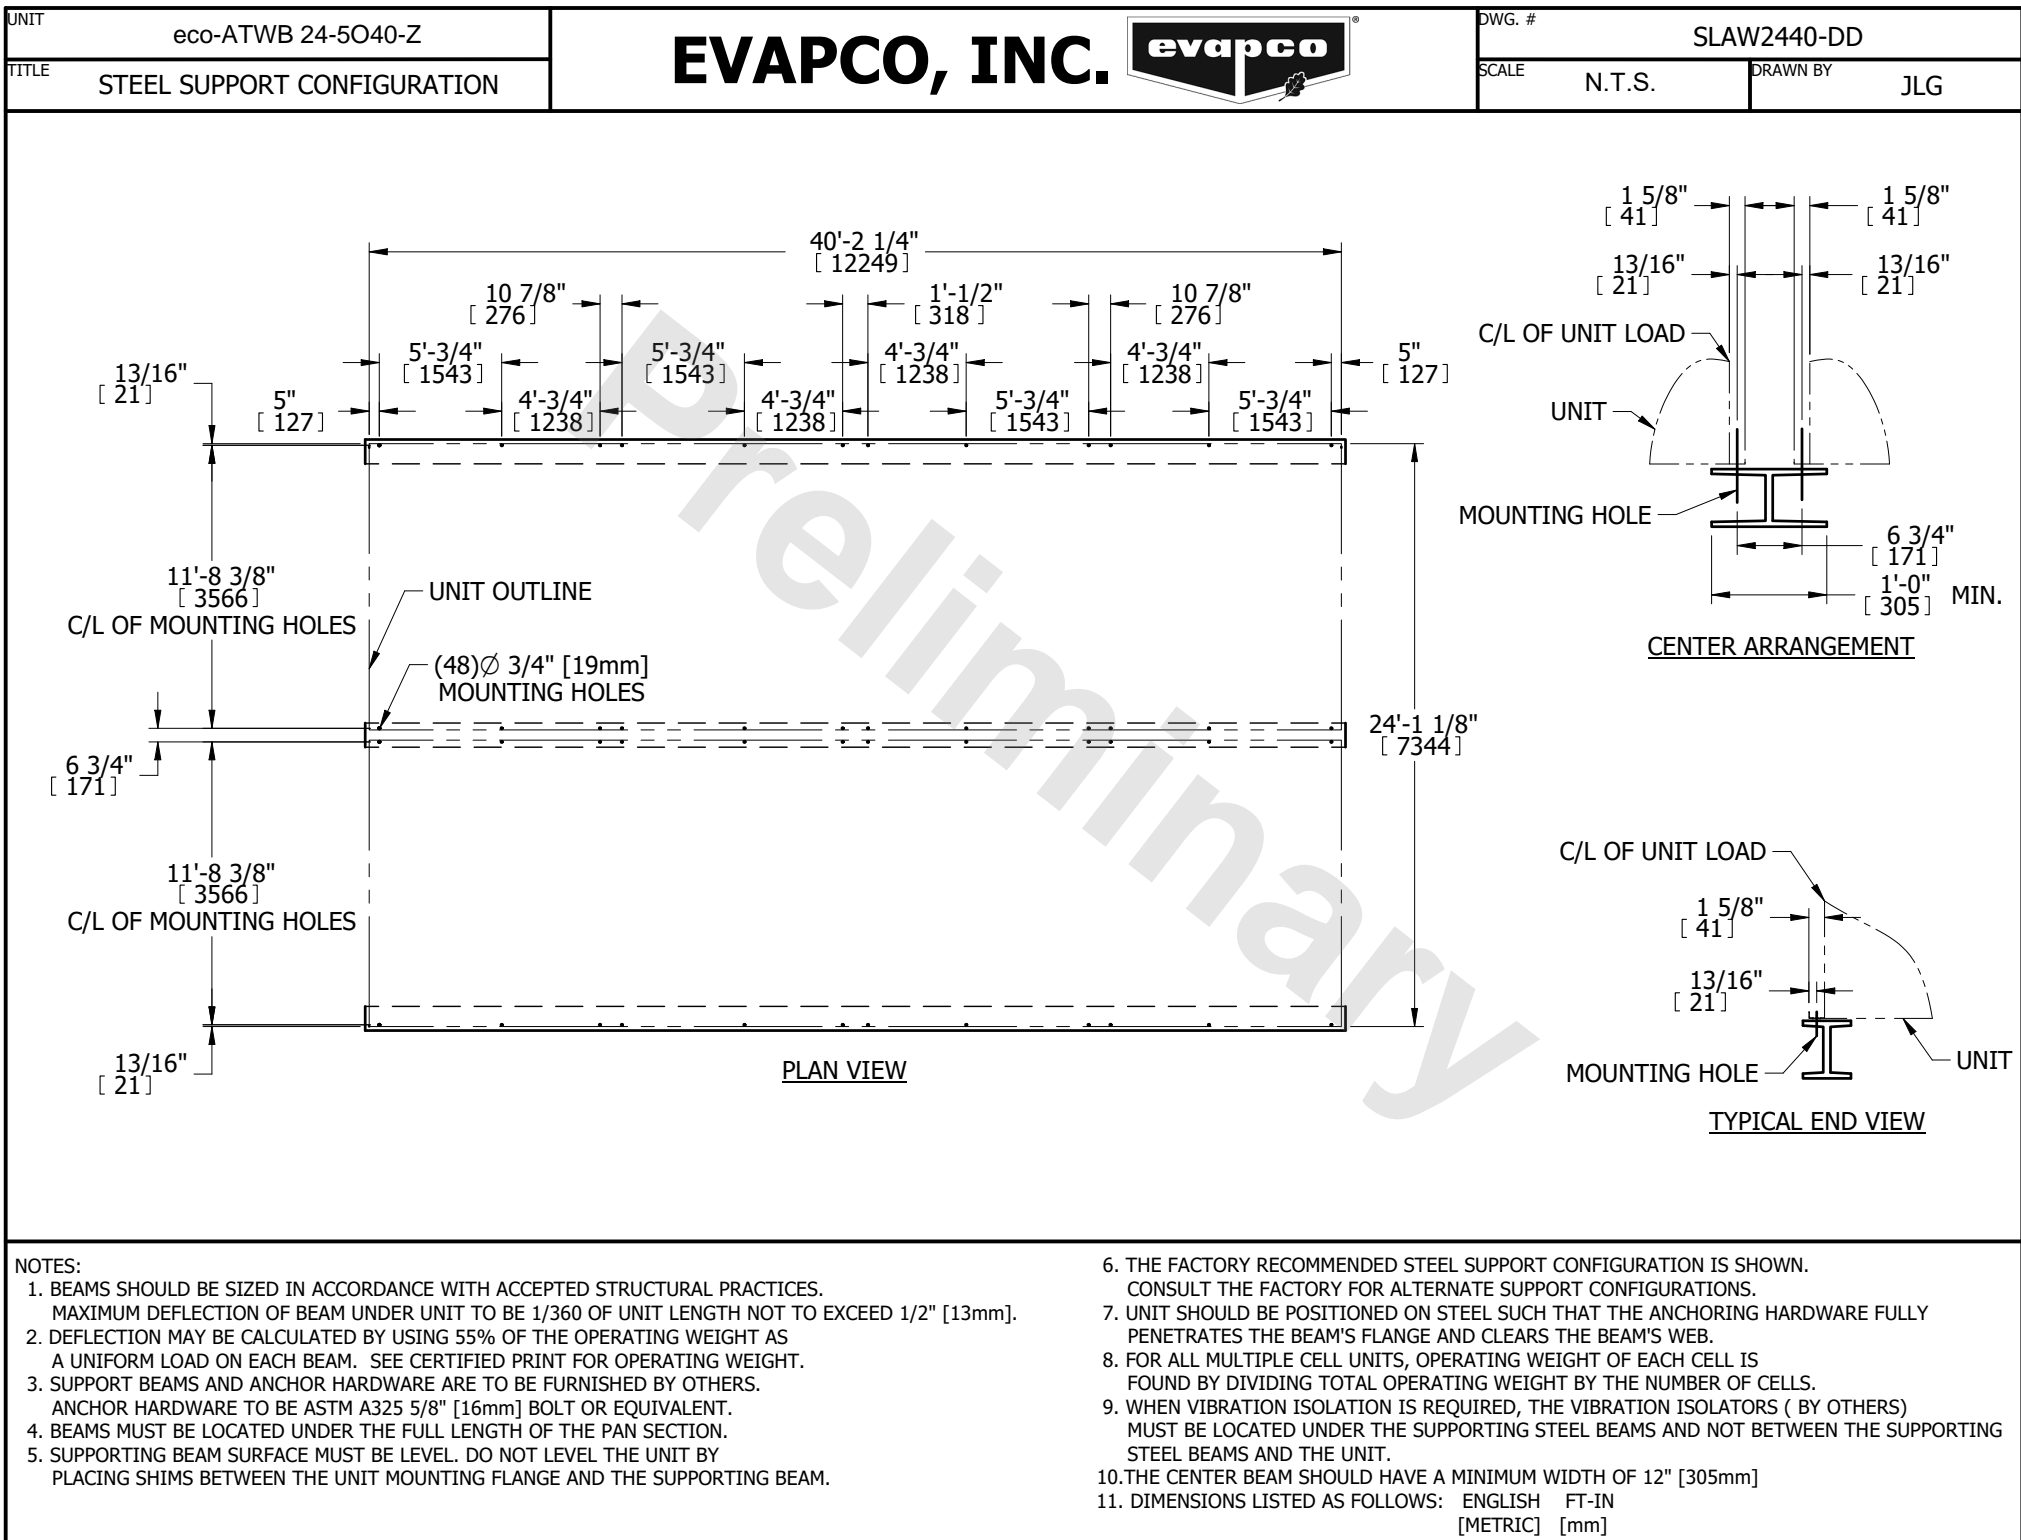 UNIT
eco-ATWB 24-5O40-Z
TITLE
STEEL SUPPORT CONFIGURATION
EVAPCO, INC.
evapco
®
DWG. #
SLAW2440-DD
SCALE
N.T.S.
DRAWN BY
JLG
40'-2 1/4"
[ 12249]
10 7/8"
[ 276]
1'-1/2"
[ 318 ]
10 7/8"
[ 276]
5'-3/4"
[ 1543]
5'-3/4"
[ 1543]
4'-3/4"
[ 1238]
4'-3/4"
[ 1238]
5"
[ 127]
13/16"
[ 21]
5"
[ 127]
4'-3/4"
[ 1238]
4'-3/4"
[ 1238]
5'-3/4"
[ 1543]
5'-3/4"
[ 1543]
11'-8 3/8"
[ 3566]
C/L OF MOUNTING HOLES
UNIT OUTLINE
(48)Ø 3/4" [19mm]
MOUNTING HOLES
6 3/4"
[ 171]
24'-1 1/8"
[ 7344]
11'-8 3/8"
[ 3566]
C/L OF MOUNTING HOLES
13/16"
[ 21]
PLAN VIEW
Preliminary
1 5/8"
[ 41]
1 5/8"
[ 41]
13/16"
[ 21]
13/16"
[ 21]
C/L OF UNIT LOAD
UNIT
MOUNTING HOLE
6 3/4"
[ 171]
1'-0"
[ 305] MIN.
CENTER ARRANGEMENT
C/L OF UNIT LOAD
1 5/8"
[ 41]
13/16"
[ 21]
MOUNTING HOLE
UNIT
TYPICAL END VIEW
NOTES:
1. BEAMS SHOULD BE SIZED IN ACCORDANCE WITH ACCEPTED STRUCTURAL PRACTICES.
MAXIMUM DEFLECTION OF BEAM UNDER UNIT TO BE 1/360 OF UNIT LENGTH NOT TO EXCEED 1/2" [13mm].
2. DEFLECTION MAY BE CALCULATED BY USING 55% OF THE OPERATING WEIGHT AS
A UNIFORM LOAD ON EACH BEAM. SEE CERTIFIED PRINT FOR OPERATING WEIGHT.
3. SUPPORT BEAMS AND ANCHOR HARDWARE ARE TO BE FURNISHED BY OTHERS.
ANCHOR HARDWARE TO BE ASTM A325 5/8" [16mm] BOLT OR EQUIVALENT.
4. BEAMS MUST BE LOCATED UNDER THE FULL LENGTH OF THE PAN SECTION.
5. SUPPORTING BEAM SURFACE MUST BE LEVEL. DO NOT LEVEL THE UNIT BY
PLACING SHIMS BETWEEN THE UNIT MOUNTING FLANGE AND THE SUPPORTING BEAM.
6. THE FACTORY RECOMMENDED STEEL SUPPORT CONFIGURATION IS SHOWN.
CONSULT THE FACTORY FOR ALTERNATE SUPPORT CONFIGURATIONS.
7. UNIT SHOULD BE POSITIONED ON STEEL SUCH THAT THE ANCHORING HARDWARE FULLY
PENETRATES THE BEAM'S FLANGE AND CLEARS THE BEAM'S WEB.
8. FOR ALL MULTIPLE CELL UNITS, OPERATING WEIGHT OF EACH CELL IS
FOUND BY DIVIDING TOTAL OPERATING WEIGHT BY THE NUMBER OF CELLS.
9. WHEN VIBRATION ISOLATION IS REQUIRED, THE VIBRATION ISOLATORS ( BY OTHERS)
MUST BE LOCATED UNDER THE SUPPORTING STEEL BEAMS AND NOT BETWEEN THE SUPPORTING
STEEL BEAMS AND THE UNIT.
10.THE CENTER BEAM SHOULD HAVE A MINIMUM WIDTH OF 12" [305mm]
11. DIMENSIONS LISTED AS FOLLOWS: ENGLISH FT-IN
[METRIC] [mm]